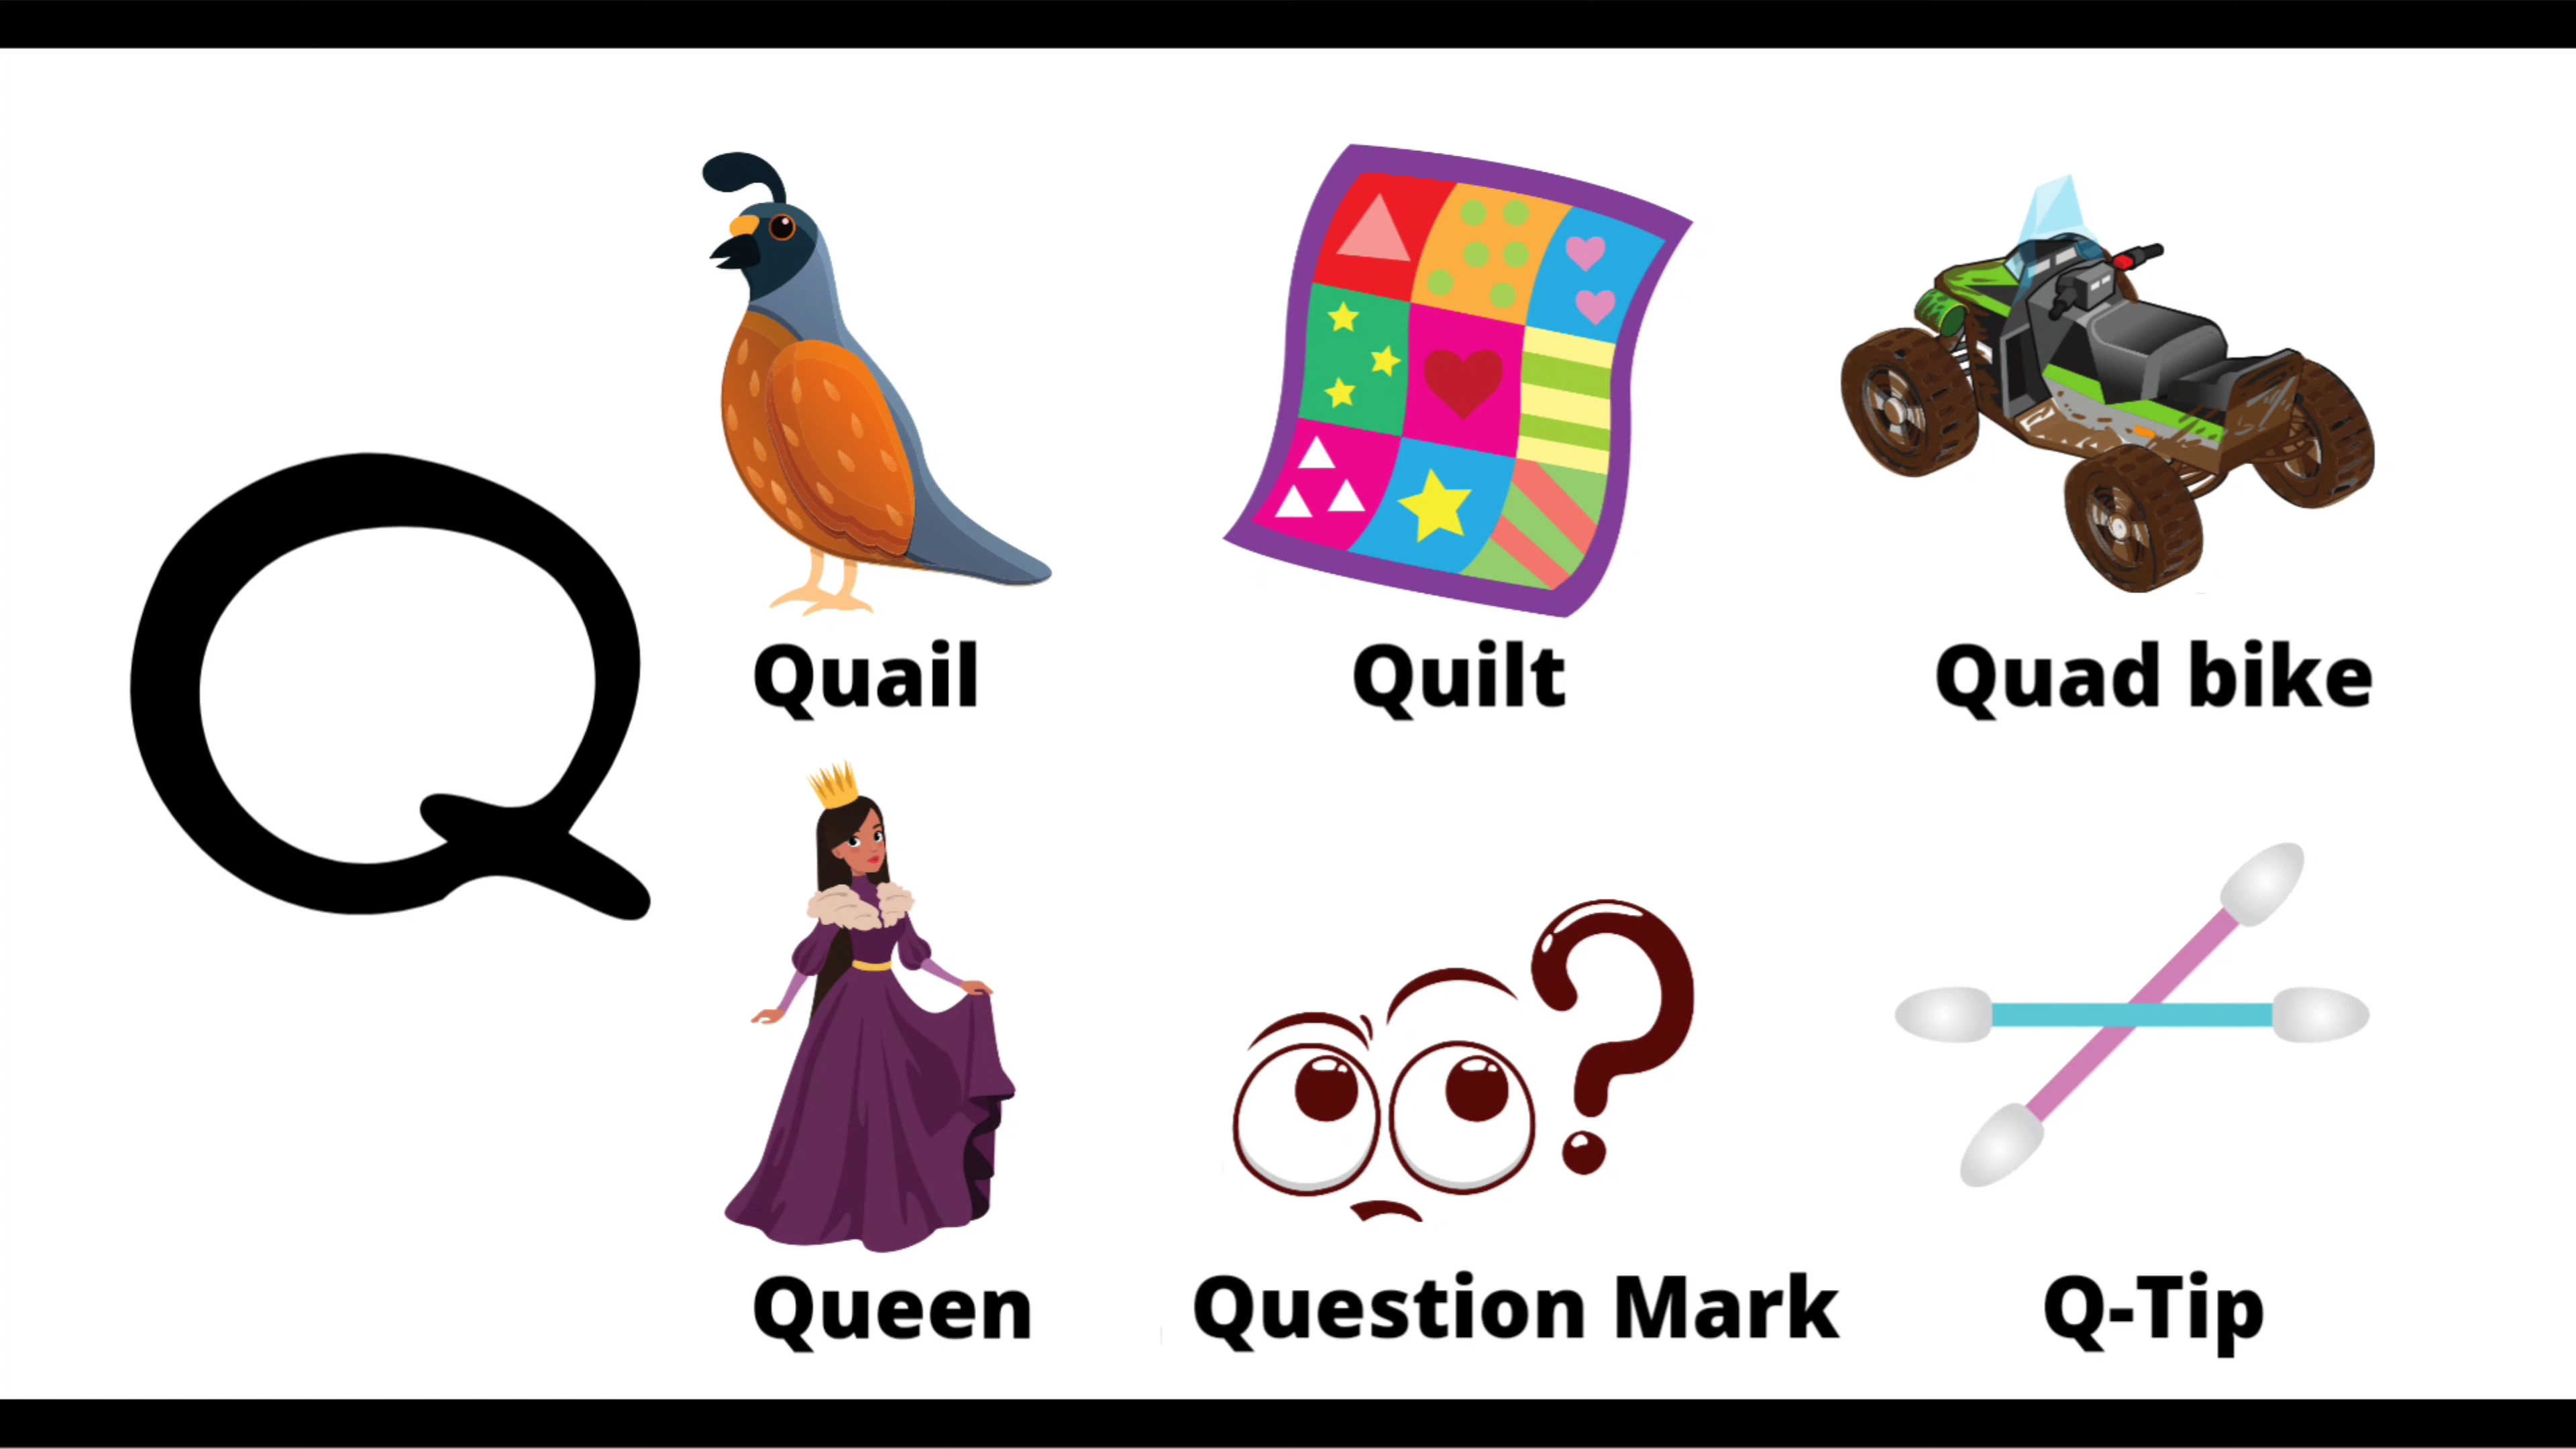 Q
Quail
Quilt
Quad bike
Queen
Question Mark
Q-Tip